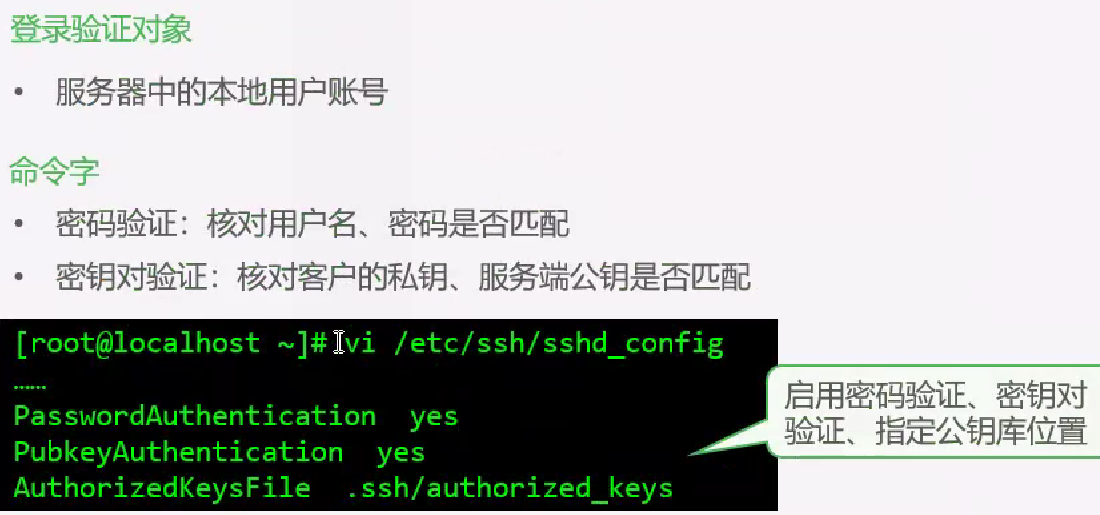 登录验证对象
• 服务器中的本地用户账号
命令字
• 密码验证：核对用户名、密码是否匹配
• 密钥对验证：核对客户的私钥、服务端公钥是否匹配
[root@localhost ~]# vi /etc/ssh/sshd_config
……
PasswordAuthentication yes
PubkeyAuthentication yes
AuthorizedKeysFile .ssh/authorized_keys
启用密码验证、密钥对
验证、指定公钥库位置